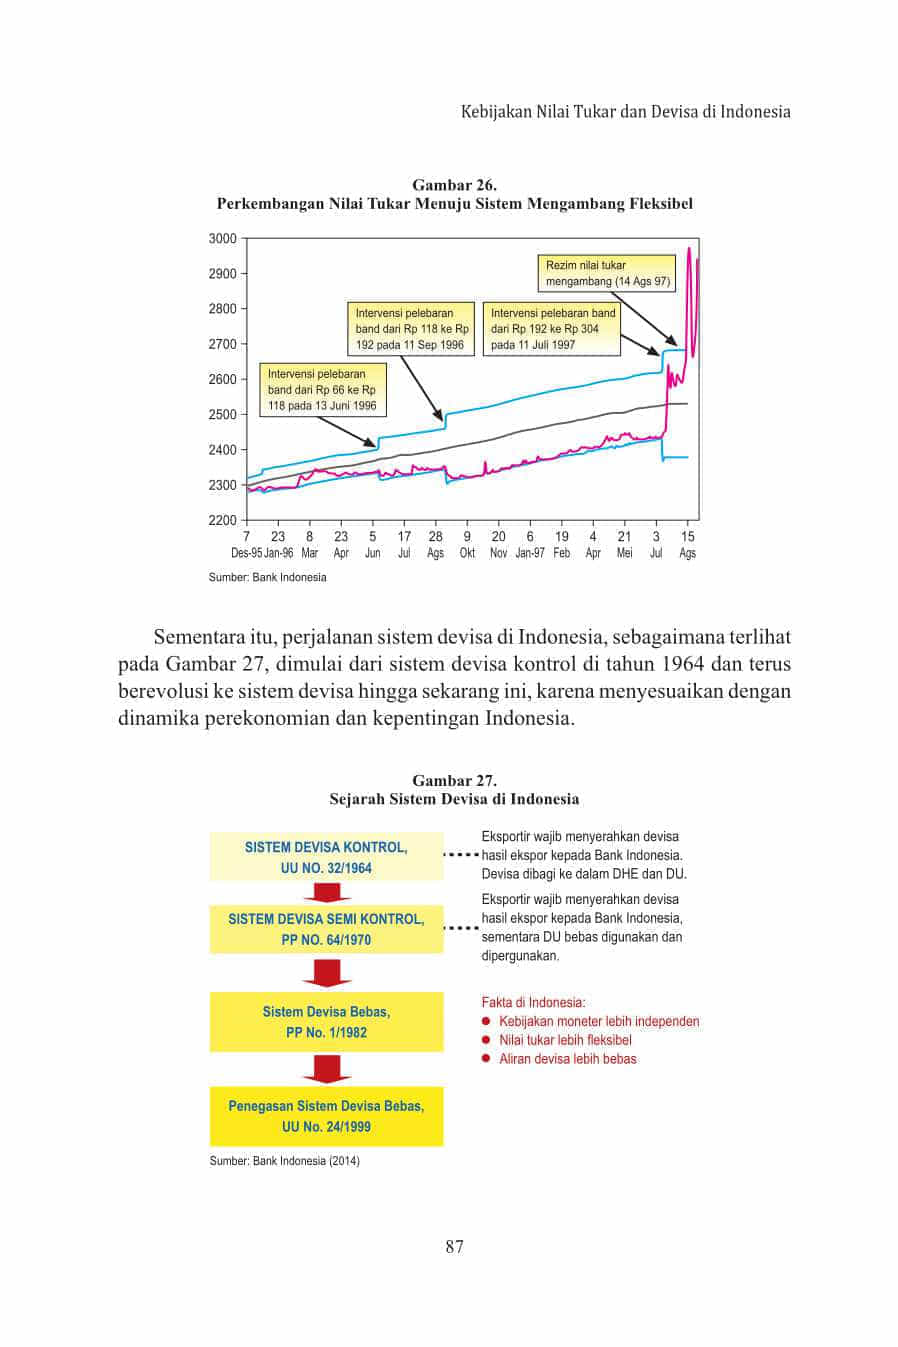 Kebijakan Nilai Tukar dan Devisa di Indonesia
Gambar 26.
Perkembangan Nilai Tukar Menuju Sistem Mengambang Fleksibel
3000
2900
2800
2700
2600
2500
2400
2300
2200
Rezim nilai tukar
mengambang (14 Ags 97)
Intervensi pelebaran
band dari Rp 118 ke Rp
192 pada 11 Sep 1996
Intervensi pelebaran band
dari Rp 192 ke Rp 304
pada 11 Juli 1997
Intervensi pelebaran
band dari Rp 66 ke Rp
118 pada 13 Juni 1996
7 23 8 23 5 17 28 9 20 6 19 4 21 3 15
Des-95 Jan-96 Mar Apr Jun Jul Ags Okt Nov Jan-97 Feb Apr Mei Jul Ags
Sumber: Bank Indonesia
Sementara itu, perjalanan sistem devisa di Indonesia, sebagaimana terlihat
pada Gambar 27, dimulai dari sistem devisa kontrol di tahun 1964 dan terus
berevolusi ke sistem devisa hingga sekarang ini, karena menyesuaikan dengan
dinamika perekonomian dan kepentingan Indonesia.
Gambar 27.
Sejarah Sistem Devisa di Indonesia
SISTEM DEVISA KONTROL,
UU NO. 32/1964
Eksportir wajib menyerahkan devisa
hasil ekspor kepada Bank Indonesia.
Devisa dibagi ke dalam DHE dan DU.
SISTEM DEVISA SEMI KONTROL,
PP NO. 64/1970
Eksportir wajib menyerahkan devisa
hasil ekspor kepada Bank Indonesia,
sementara DU bebas digunakan dan
dipergunakan.
Sistem Devisa Bebas,
PP No. 1/1982
Fakta di Indonesia:
● Kebijakan moneter lebih independen
● Nilai tukar lebih fleksibel
● Aliran devisa lebih bebas
Penegasan Sistem Devisa Bebas,
UU No. 24/1999
Sumber: Bank Indonesia (2014)
87